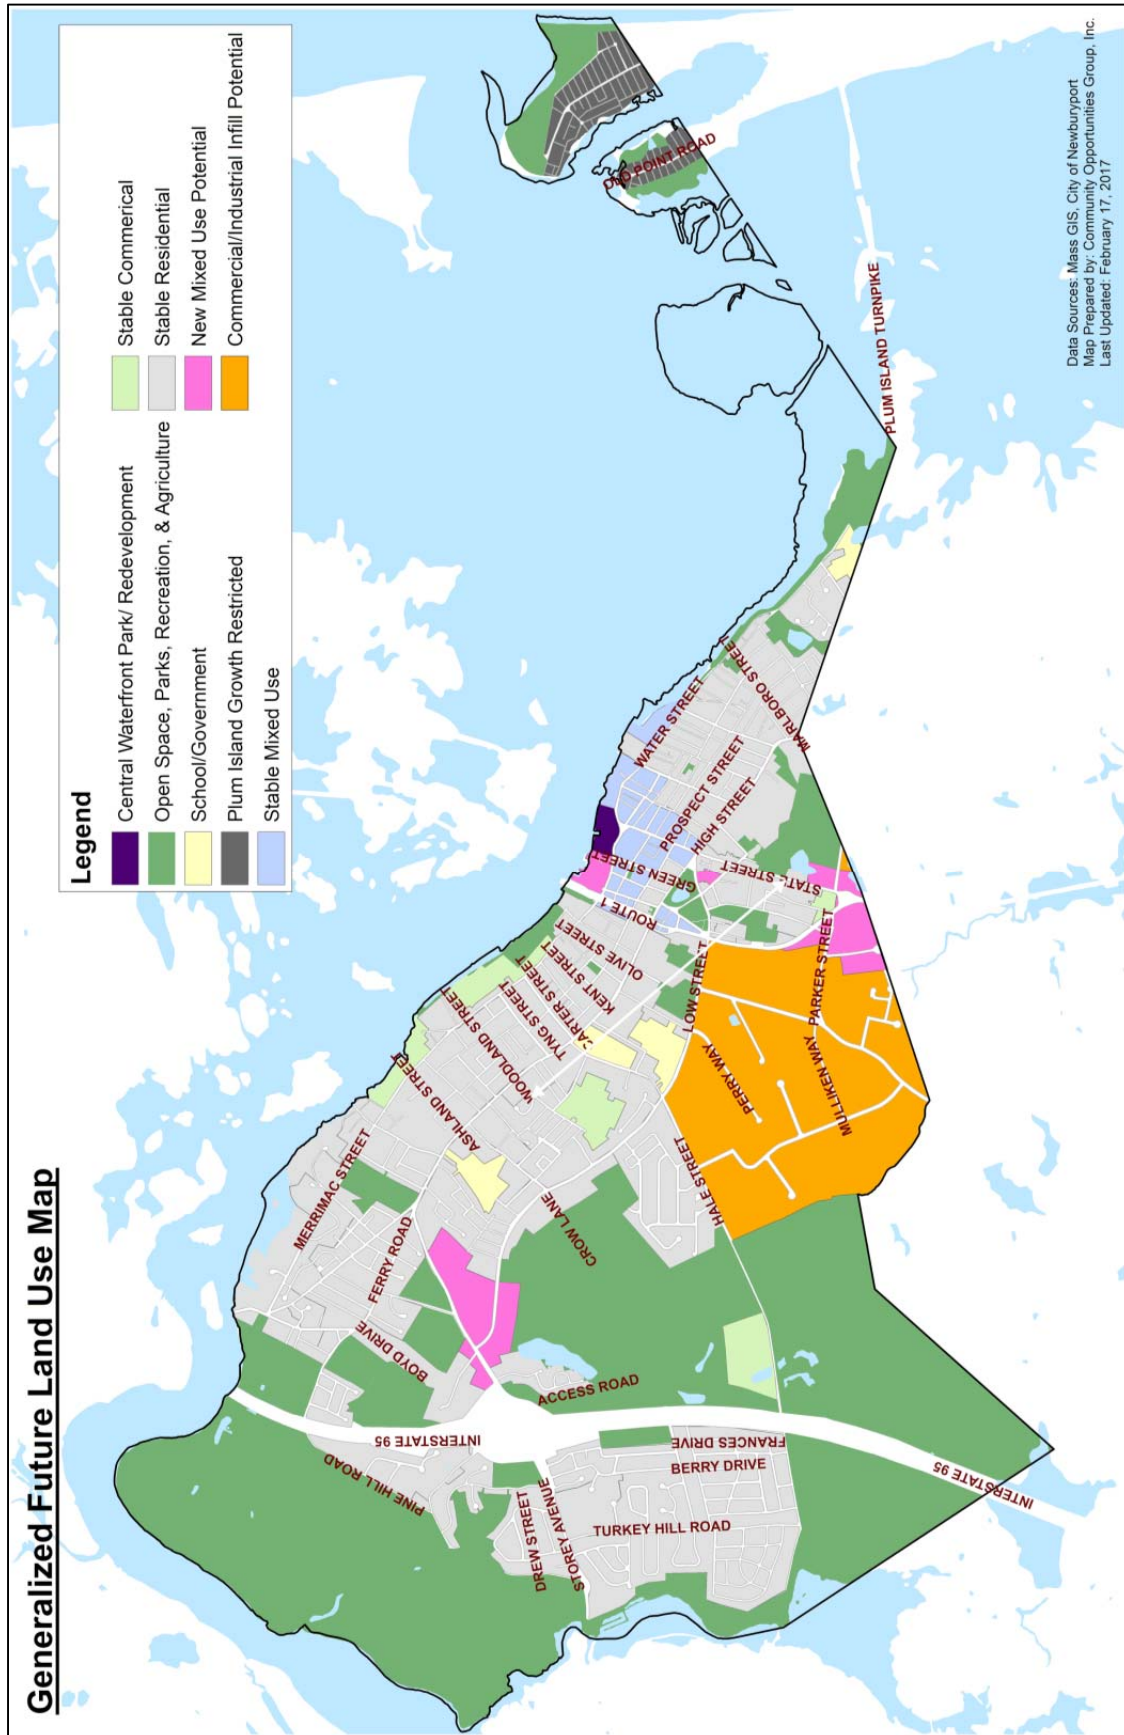 Generalized Future Land Use Map
Legend
Central Waterfront Park/ Redevelopment
Open Space, Parks, Recreation, & Agriculture
School/Government
Plum Island Growth Restricted
Stable Mixed Use
Stable Commerical
Stable Residential
New Mixed Use Potential
Commercial/Industrial Infill Potential
MERRIMAC STREET
ASHLAND STREET
WOODLAND STREET
TYNG STREET
CARTER STREET
KENT STREET
OLIVE STREET
ROUTE 1
GREEN STREET
WATER STREET
PROSPECT STREET
HIGH STREET
MARLBORO STREET
STATE STREET
OLD POINT ROAD
PLUM ISLAND TURNPIKE
FERRY ROAD
BOYD DRIVE
PINE HILL ROAD
INTERSTATE 95
ACCESS ROAD
CROW LANE
LOW STREET
HALE STREET
PERRY WAY
MULLIKEN WAY
PARKER STREET
DREW STREET
STOREY AVENUE
TURKEY HILL ROAD
BERRY DRIVE
FRANCES DRIVE
INTERSTATE 95
Data Sources: Mass GIS, City of Newburyport
Map Prepared by: Community Opportunities Group, Inc.
Last Updated: February 17, 2017